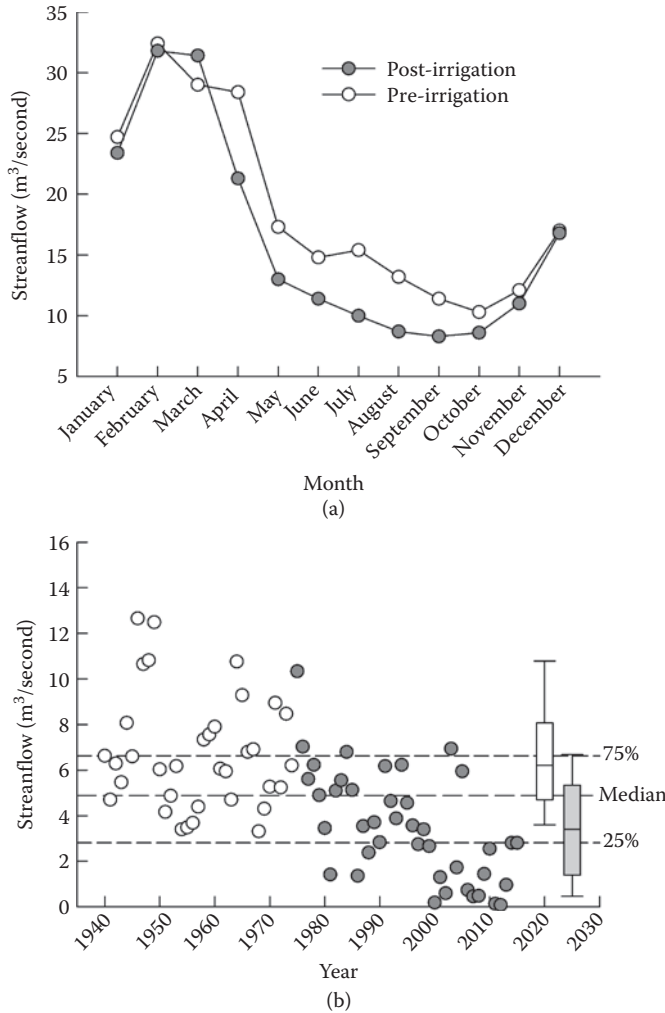 35
30
25
20
15
10
5
Streanflow (m³/second)
Post-irrigation
Pre-irrigation
January
February
March
April
May
June
July
August
September
October
November
December
Month
(a)
16
14
12
10
8
6
4
2
0
Streanflow (m³/second)
75%
Median
25%
1940
1950
1960
1970
1980
1990
2000
2010
2020
2030
Year
(b)